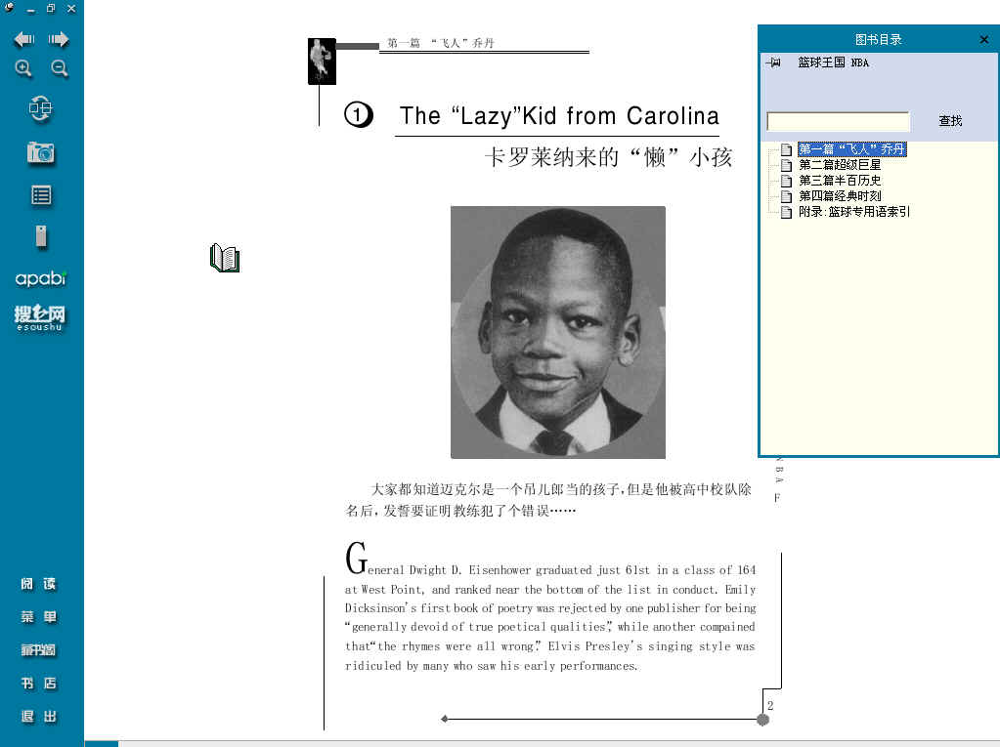 第一篇 “飞人”乔丹
1 The “Lazy”Kid from Carolina
卡罗莱纳来的“懒”小孩
大家都知道迈克尔是一个吊儿郎当的孩子,但是他被高中校队除
名后, 发誓要证明教练犯了个错误……
General Dwight D. Eisenhower graduated just 61st in a class of 164
at West Point, and ranked near the bottom of the list in conduct. Emily
Dicksinson's first book of poetry was rejected by one publisher for being
“generally devoid of true poetical qualities”, while another compained
that“the rhymes were all wrong.” Elvis Presley's singing style was
ridiculed by many who saw his early performances.
2
NBA
F
图书目录
篮球王国 NBA
查找
第一篇“飞人”乔丹
第二篇超级巨星
第三篇半百历史
第四篇经典时刻
附录:篮球专用语索引
apabi
搜e网
esoushu
阅 读
菜 单
藏书阁
书 店
退 出